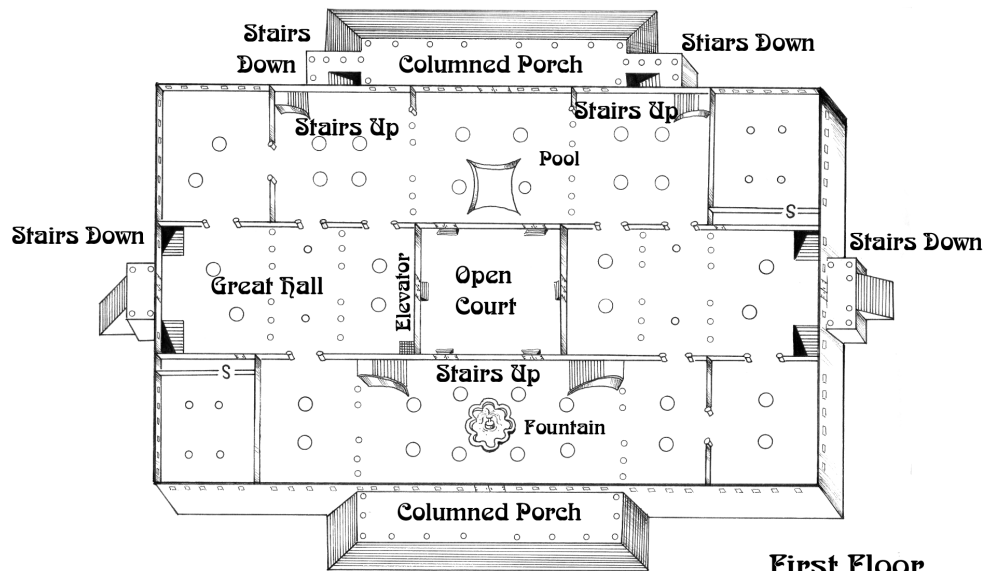 Stairs
Down
Columned Porch
Stiars Down
Stairs Up
Stairs Up
Pool
S
Stairs Down
Stairs Down
Great Hall
Elevator
Open
Court
Stairs Up
S
Fountain
Columned Porch
First Floor